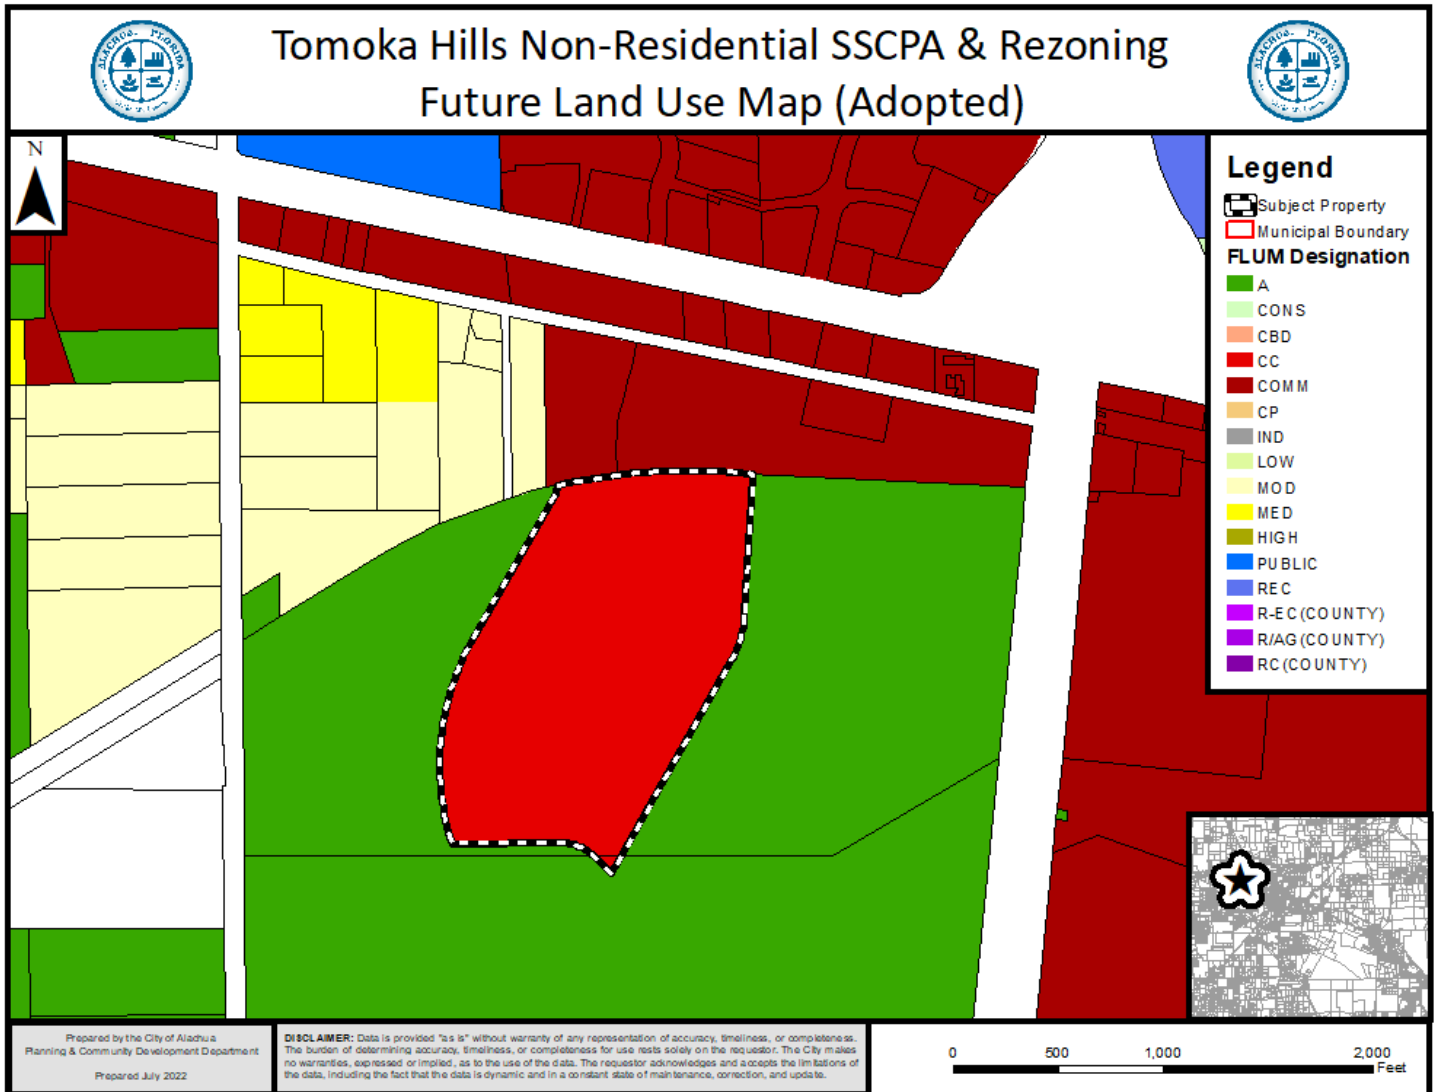 Tomoka Hills Non-Residential SSCPA & Rezoning
Future Land Use Map (Adopted)
N
Legend
Subject Property
Municipal Boundary
FLUM Designation
A
CONS
CBD
CC
COMM
CP
IND
LOW
MOD
MED
HIGH
PUBLIC
REC
R-EC(COUNTY)
R/AG(COUNTY)
RC(COUNTY)
Prepared by the City of Alachua
Planning & Community Development Department
Prepared July 2022
DISCLAIMER: Data is provided "as is" without warranty of any representation of accuracy, timeliness, or completeness.
The burden of determining accuracy, timeliness, or completeness for use rests solely on the requestor. The City makes
no warranties, expressed or implied, as to the use of the data. The requestor acknowledges and accepts the limitations of
the data, including the fact that the data is dynamic and in a constant state of maintenance, correction, and update.
0 500 1,000 2,000
Feet